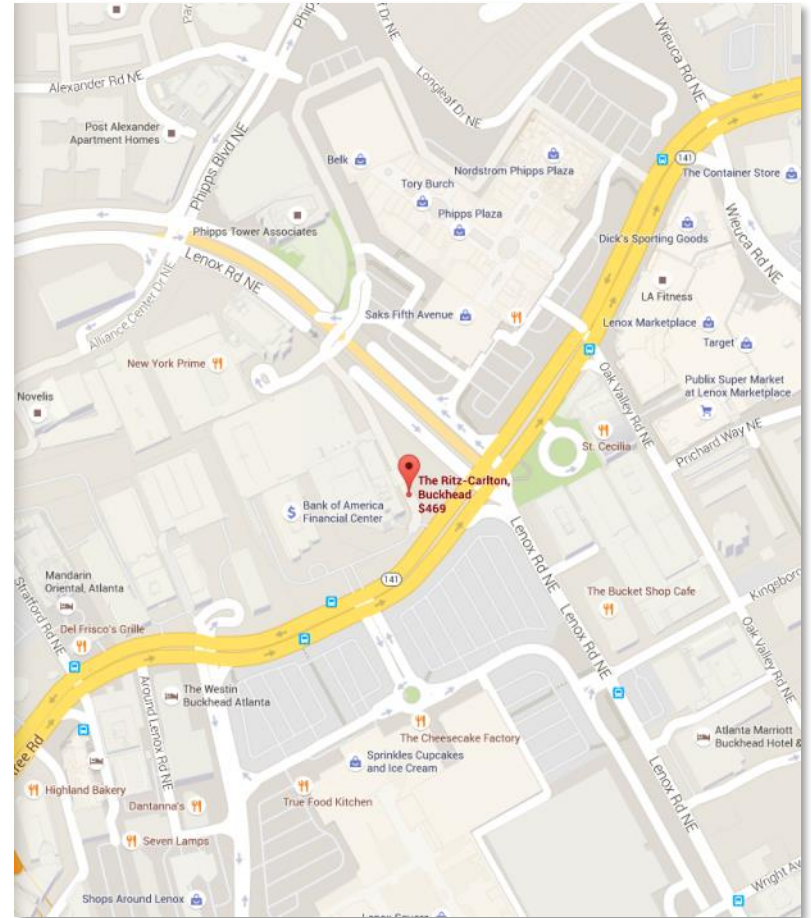 Wieuca Rd NE
Longleaf Dr NE
Alexander Rd NE
Post Alexander
Apartment Homes
Phipps Blvd NE
Belk
Nordstrom Phipps Plaza
141
The Container Store
Tory Burch
Phipps Plaza
Wieuca Rd NE
Phipps Tower Associates
Dick's Sporting Goods
Lenox Rd NE
Alliance Center Dr NE
LA Fitness
Saks Fifth Avenue
Lenox Marketplace
Target
New York Prime
Oak Valley Rd NE
Publix Super Market
at Lenox Marketplace
Novelis
Prichard Way NE
St. Cecilia
The Ritz-Carlton,
Buckhead
$469
$
Bank of America
Financial Center
Lenox Rd NE
141
Mandarin
Oriental, Atlanta
Stratford Rd NE
The Bucket Shop Cafe
Lenox Rd NE
Del Frisco's Grille
Oak Valley Rd NE
The Westin
Buckhead Atlanta
Around Lenox Rd NE
Atlanta Marriott
Buckhead Hotel &
The Cheesecake Factory
Sprinkles Cupcakes
and Ice Cream
Lenox Rd NE
Highland Bakery
Dantanna's
True Food Kitchen
Seven Lamps
Shops Around Lenox